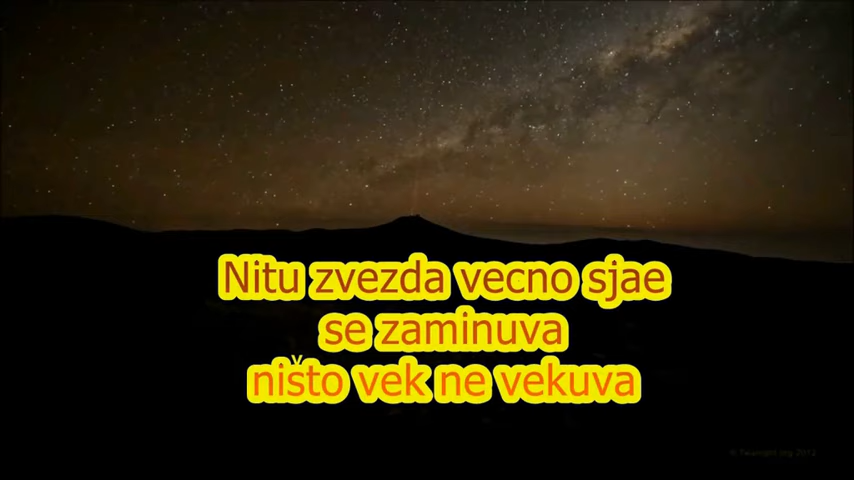 Nitu zvezda vecno sjae
se zaminuva
ništo vek ne vekuva